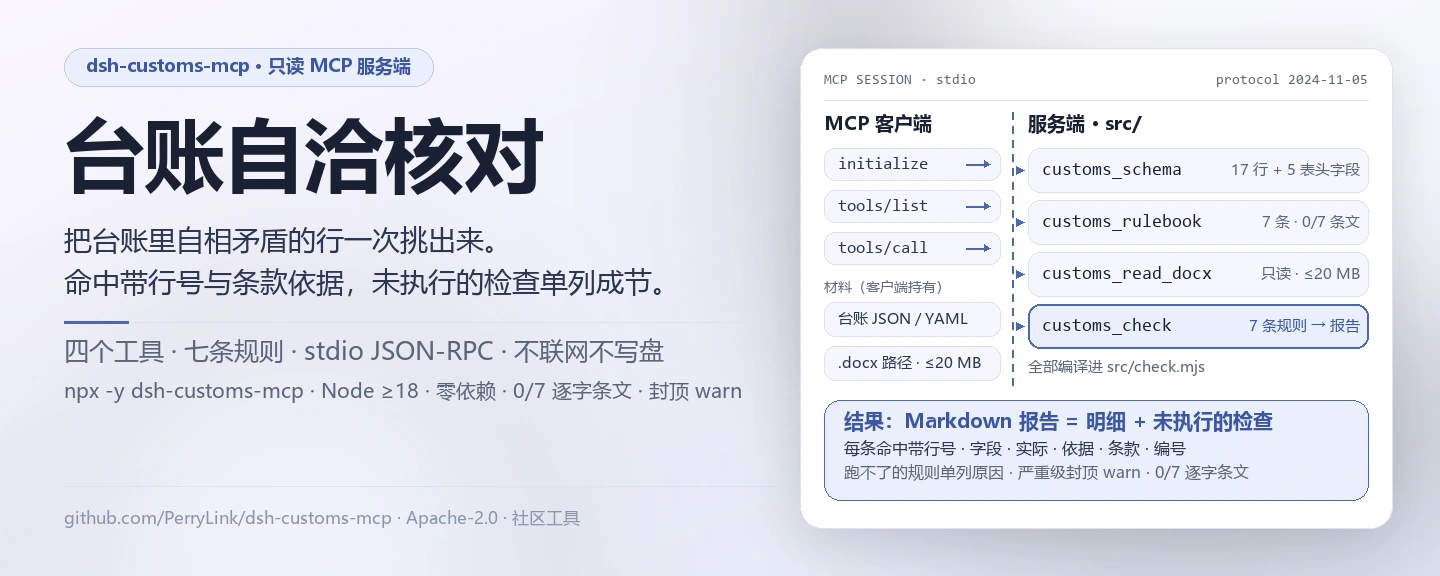 dsh-customs-mcp · 只读 MCP 服务端
台账自洽核对
把台账里自相矛盾的行一次挑出来。
命中带行号与条款依据，未执行的检查单列成节。
四个工具 · 七条规则 · stdio JSON-RPC · 不联网不写盘
npx -y dsh-customs-mcp · Node ≥18 · 零依赖 · 0/7 逐字条文 · 封顶 warn
github.com/PerryLink/dsh-customs-mcp · Apache-2.0 · 社区工具
MCP SESSION · stdio
protocol 2024-11-05
MCP 客户端
initialize
tools/list
tools/call
材料（客户端持有）
台账 JSON / YAML
.docx 路径 · ≤20 MB
服务端 · src/
customs_schema 17 行 + 5 表头字段
customs_rulebook 7 条 · 0/7 条文
customs_read_docx 只读 · ≤20 MB
customs_check 7 条规则 → 报告
全部编译进 src/check.mjs
结果：Markdown 报告 = 明细 + 未执行的检查
每条命中带行号 · 字段 · 实际 · 依据 · 条款 · 编号
跑不了的规则单列原因 · 严重级封顶 warn · 0/7 逐字条文